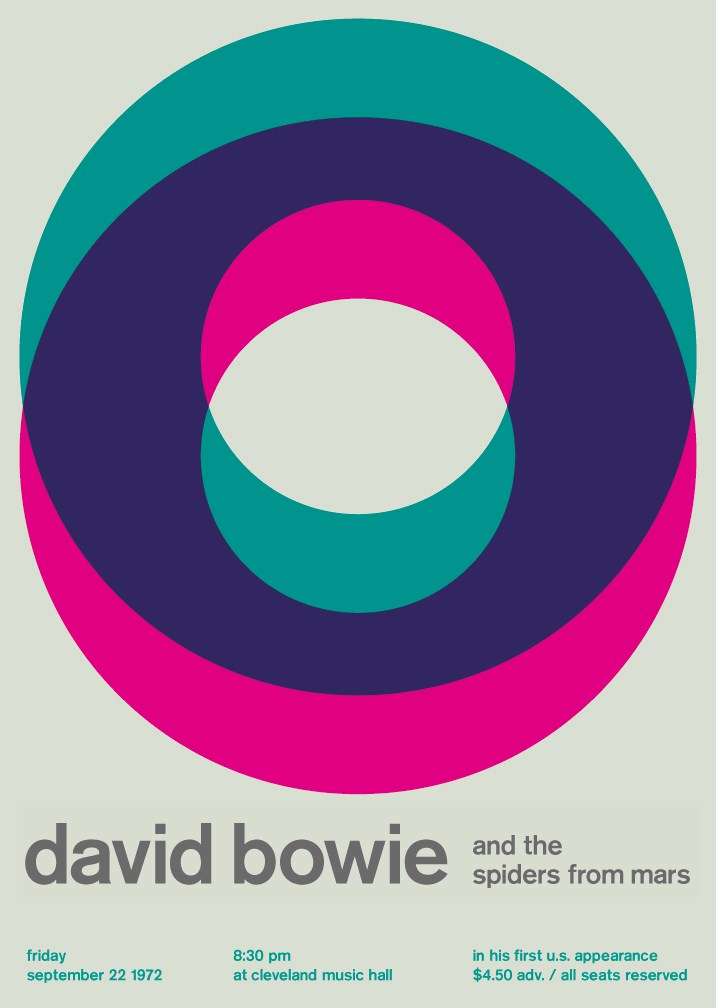 david bowie
and the
spiders from mars
friday
september 22 1972
8:30 pm
at cleveland music hall
in his first u.s. appearance
$4.50 adv. / all seats reserved